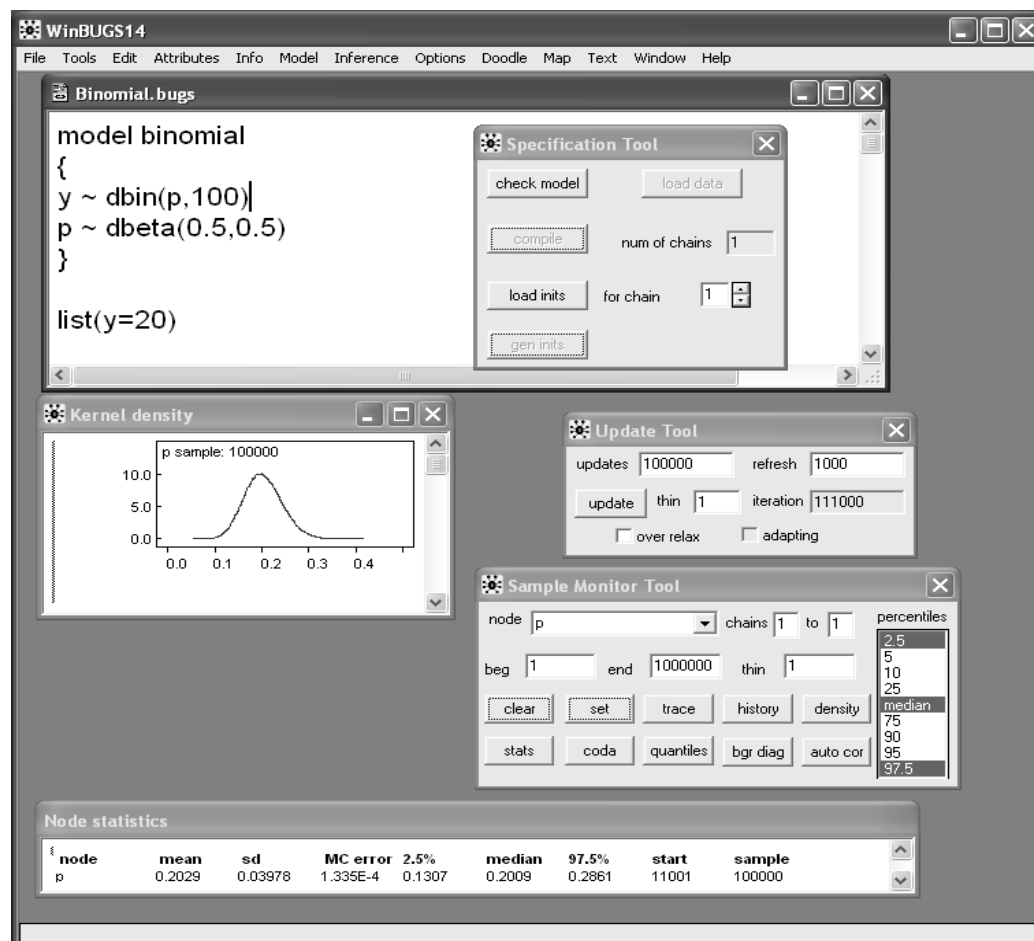 WinBUGS14
File Tools Edit Attributes Info Model Inference Options Doodle Map Text Window Help
Binomial.bugs
model binomial
{
y ~ dbin(p,100)
p ~ dbeta(0.5,0.5)
}
list(y=20)
Specification Tool
check model load data
compile num of chains 1
load inits for chain 1
gen inits
Kernel density
p sample: 100000
10.0
5.0
0.0
0.0 0.1 0.2 0.3 0.4
Update Tool
updates 100000 refresh 1000
update thin 1 iteration 111000
over relax adapting
Sample Monitor Tool
node p chains 1 to 1 percentiles
beg 1 end 1000000 thin 1
clear set trace history density
stats coda quantiles bgr diag auto cor
2.5
5
10
25
median
75
90
95
97.5
Node statistics
node mean sd MC error 2.5% median 97.5% start sample
p 0.2029 0.03978 1.335E-4 0.1307 0.2009 0.2861 11001 100000